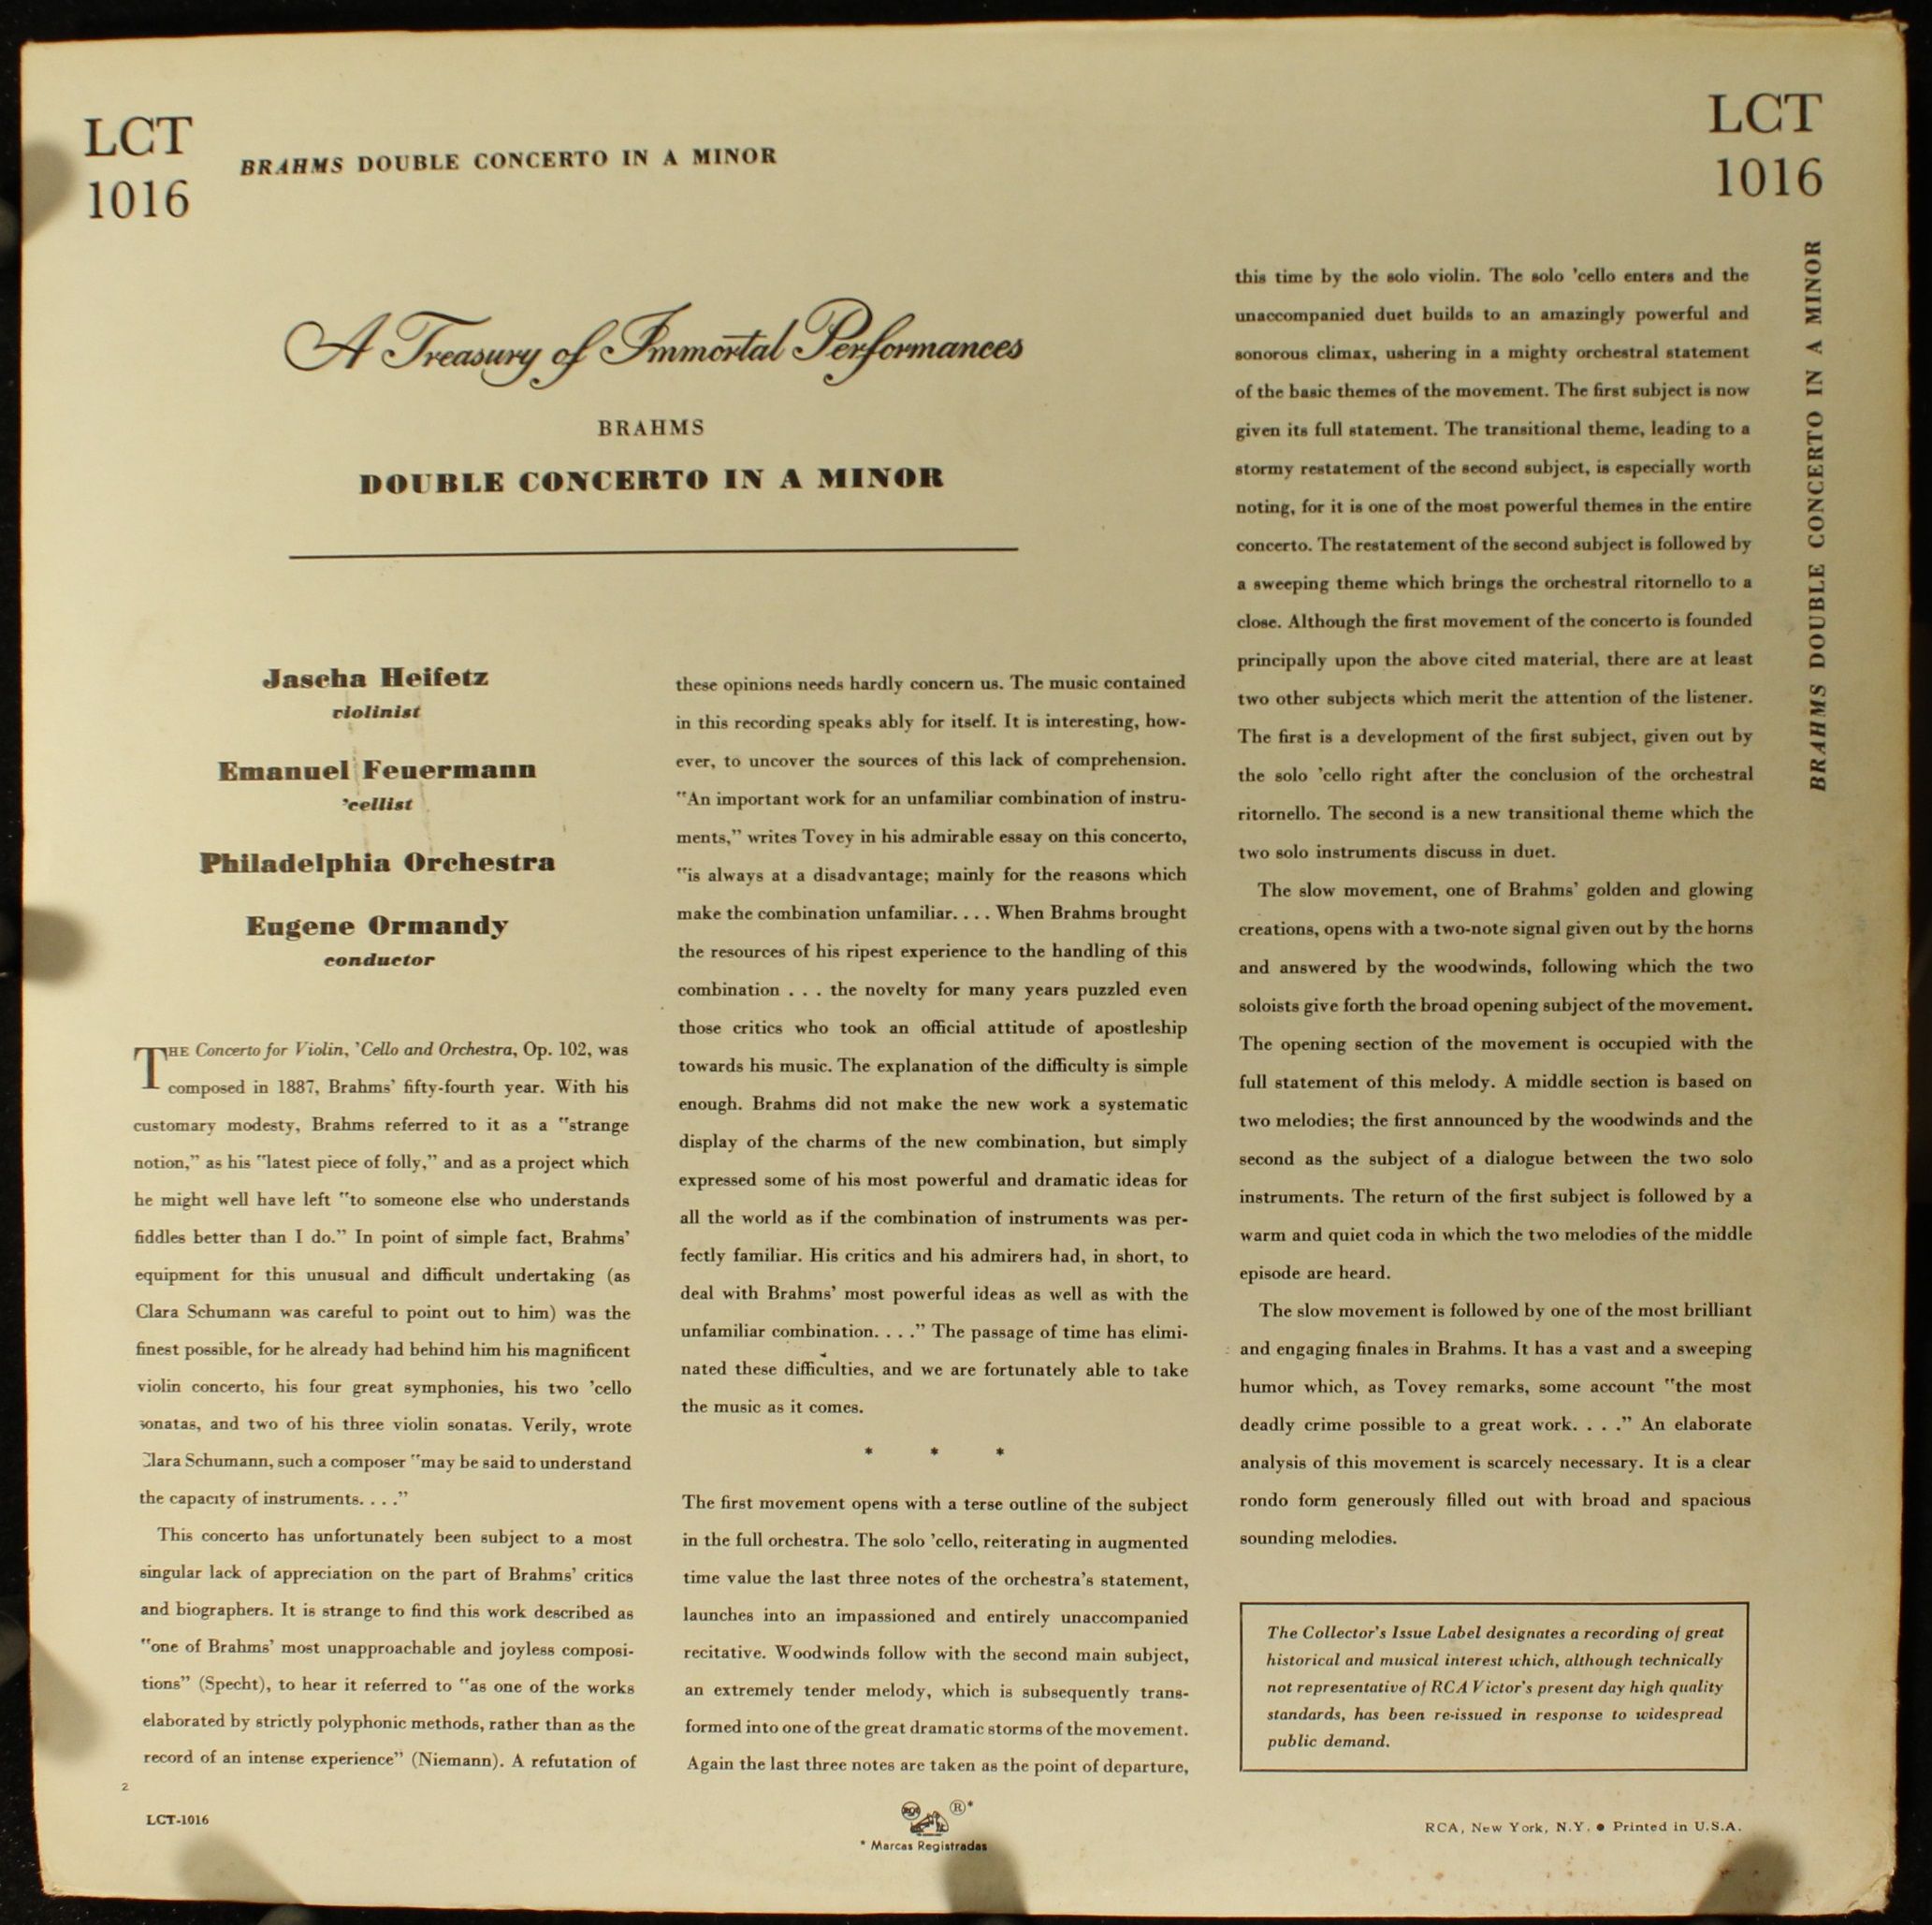 LCT
1016
BRAHMS DOUBLE CONCERTO IN A MINOR
LCT
1016
BRAHMS DOUBLE CONCERTO IN A MINOR
A Treasury of Immortal Performances
BRAHMS
DOUBLE CONCERTO IN A MINOR
Jascha Heifetz
violinist
Emanuel Feuermann
'cellist
Philadelphia Orchestra
Eugene Ormandy
conductor
THE Concerto for Violin, 'Cello and Orchestra, Op. 102, was
composed in 1887, Brahms' fifty-fourth year. With his
customary modesty, Brahms referred to it as a "strange
notion," as his "latest piece of folly," and as a project which
he might well have left "to someone else who understands
fiddles better than I do." In point of simple fact, Brahms'
equipment for this unusual and difficult undertaking (as
Clara Schumann was careful to point out to him) was the
finest possible, for he already had behind him his magnificent
violin concerto, his four great symphonies, his two 'cello
sonatas, and two of his three violin sonatas. Verily, wrote
Clara Schumann, such a composer "may be said to understand
the capacity of instruments. . . ."
This concerto has unfortunately been subject to a most
singular lack of appreciation on the part of Brahms' critics
and biographers. It is strange to find this work described as
"one of Brahms' most unapproachable and joyless composi-
tions" (Specht), to hear it referred to "as one of the works
elaborated by strictly polyphonic methods, rather than as the
record of an intense experience" (Niemann). A refutation of
these opinions needs hardly concern us. The music contained
in this recording speaks ably for itself. It is interesting, how-
ever, to uncover the sources of this lack of comprehension.
"An important work for an unfamiliar combination of instru-
ments," writes Tovey in his admirable essay on this concerto,
"is always at a disadvantage; mainly for the reasons which
make the combination unfamiliar. . . . When Brahms brought
the resources of his ripest experience to the handling of this
combination . . . the novelty for many years puzzled even
those critics who took an official attitude of apostleship
towards his music. The explanation of the difficulty is simple
enough. Brahms did not make the new work a systematic
display of the charms of the new combination, but simply
expressed some of his most powerful and dramatic ideas for
all the world as if the combination of instruments was per-
fectly familiar. His critics and his admirers had, in short, to
deal with Brahms' most powerful ideas as well as with the
unfamiliar combination. . . ." The passage of time has elimi-
nated these difficulties, and we are fortunately able to take
the music as it comes.
* * *
The first movement opens with a terse outline of the subject
in the full orchestra. The solo 'cello, reiterating in augmented
time value the last three notes of the orchestra's statement,
launches into an impassioned and entirely unaccompanied
recitative. Woodwinds follow with the second main subject,
an extremely tender melody, which is subsequently trans-
formed into one of the great dramatic storms of the movement.
Again the last three notes are taken as the point of departure,
this time by the solo violin. The solo 'cello enters and the
unaccompanied duet builds to an amazingly powerful and
sonorous climax, ushering in a mighty orchestral statement
of the basic themes of the movement. The first subject is now
given its full statement. The transitional theme, leading to a
stormy restatement of the second subject, is especially worth
noting, for it is one of the most powerful themes in the entire
concerto. The restatement of the second subject is followed by
a sweeping theme which brings the orchestral ritornello to a
close. Although the first movement of the concerto is founded
principally upon the above cited material, there are at least
two other subjects which merit the attention of the listener.
The first is a development of the first subject, given out by
the solo 'cello right after the conclusion of the orchestral
ritornello. The second is a new transitional theme which the
two solo instruments discuss in duet.
The slow movement, one of Brahms' golden and glowing
creations, opens with a two-note signal given out by the horns
and answered by the woodwinds, following which the two
soloists give forth the broad opening subject of the movement.
The opening section of the movement is occupied with the
full statement of this melody. A middle section is based on
two melodies; the first announced by the woodwinds and the
second as the subject of a dialogue between the two solo
instruments. The return of the first subject is followed by a
warm and quiet coda in which the two melodies of the middle
episode are heard.
The slow movement is followed by one of the most brilliant
and engaging finales in Brahms. It has a vast and a sweeping
humor which, as Tovey remarks, some account "the most
deadly crime possible to a great work. . . ." An elaborate
analysis of this movement is scarcely necessary. It is a clear
rondo form generously filled out with broad and spacious
sounding melodies.
The Collector's Issue Label designates a recording of great
historical and musical interest which, although technically
not representative of RCA Victor's present day high quality
standards, has been re-issued in response to widespread
public demand.
2
LCT-1016
RCA ®*
* Marcas Registradas
RCA, New York, N.Y. ● Printed in U.S.A.